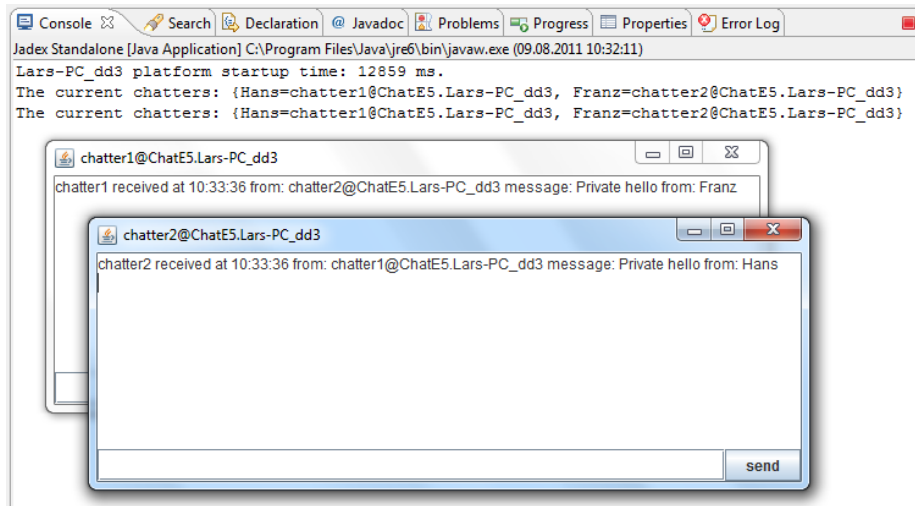 Console Search Declaration @ Javadoc Problems Progress Properties Error Log
Jadex Standalone [Java Application] C:\Program Files\Java\jre6\bin\javaw.exe (09.08.2011 10:32:11)
Lars-PC_dd3 platform startup time: 12859 ms.
The current chatters: {Hans=chatter1@ChatE5.Lars-PC_dd3, Franz=chatter2@ChatE5.Lars-PC_dd3}
The current chatters: {Hans=chatter1@ChatE5.Lars-PC_dd3, Franz=chatter2@ChatE5.Lars-PC_dd3}
chatter1@ChatE5.Lars-PC_dd3
chatter1 received at 10:33:36 from: chatter2@ChatE5.Lars-PC_dd3 message: Private hello from: Franz
chatter2@ChatE5.Lars-PC_dd3
chatter2 received at 10:33:36 from: chatter1@ChatE5.Lars-PC_dd3 message: Private hello from: Hans
send